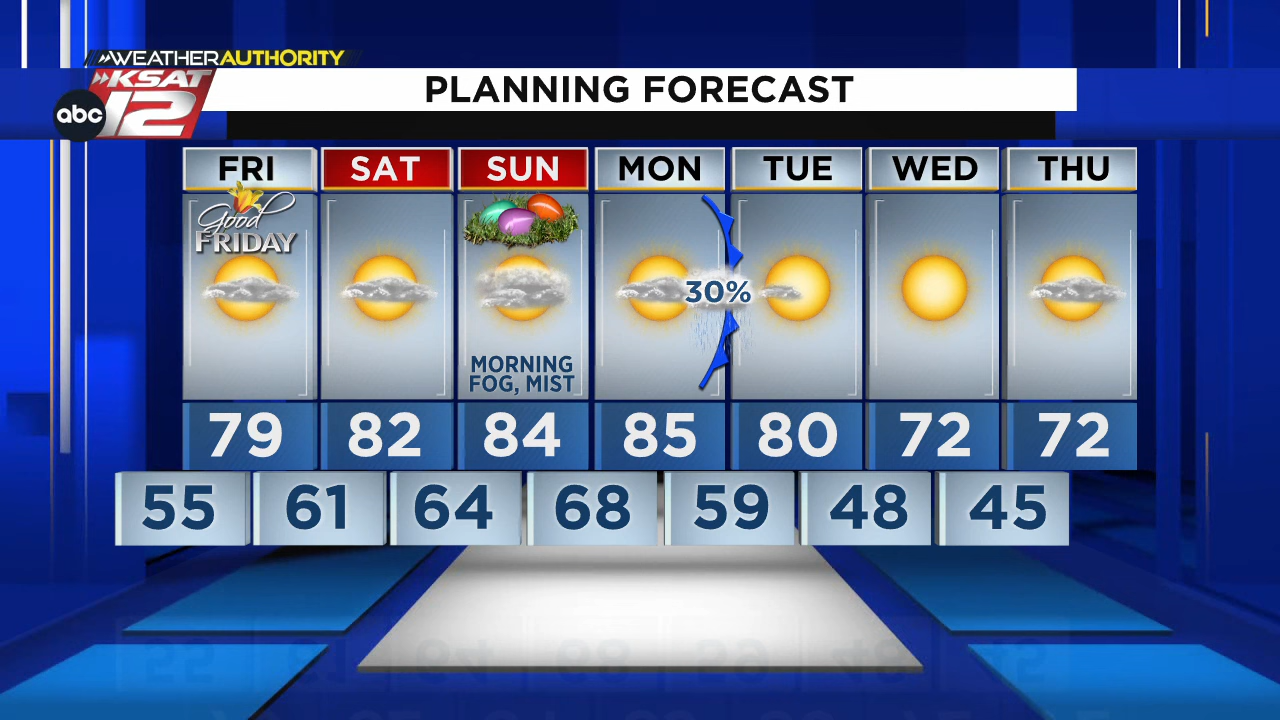 WEATHERAUTHORITY
KSAT
abc 12
PLANNING FORECAST
FRI SAT SUN MON TUE WED THU
Good
FRIDAY
30%
MORNING
FOG, MIST
79 82 84 85 80 72 72
55 61 64 68 59 48 45